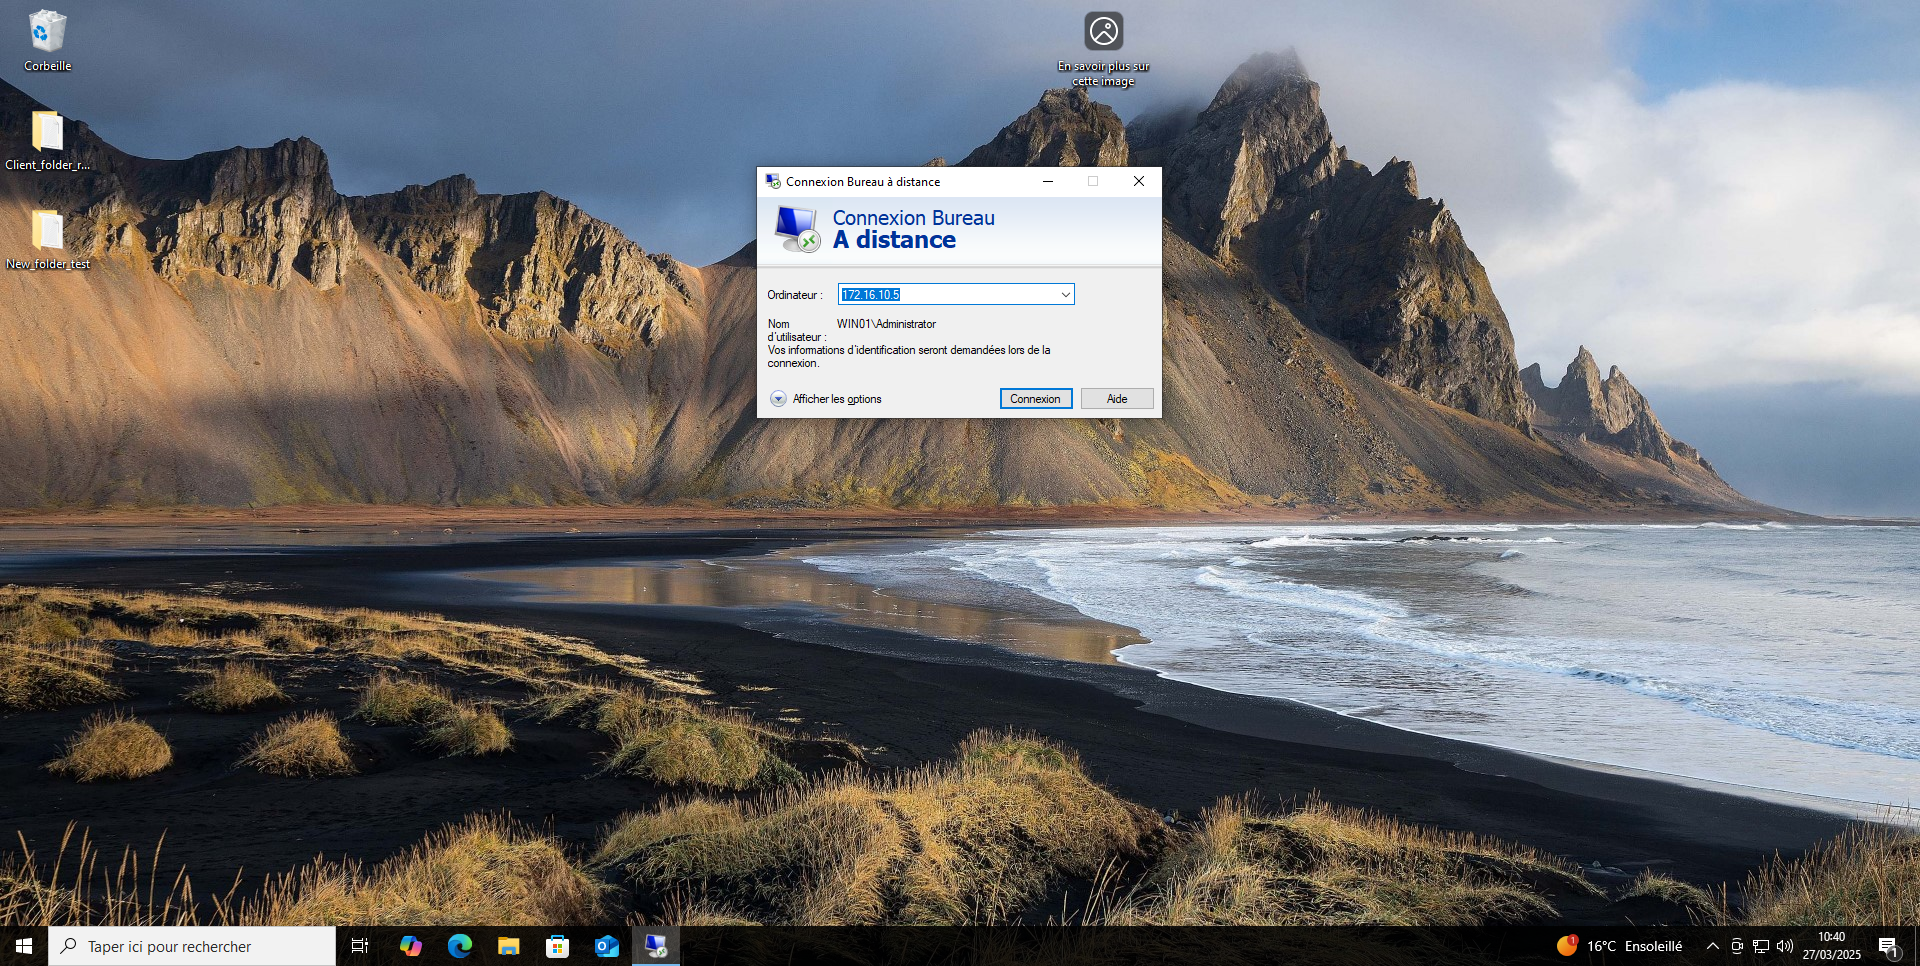 Corbeille
Client_folder_r...
New_folder_test
En savoir plus sur
cette image
Connexion Bureau à distance
Connexion Bureau
A distance
Ordinateur :
172.16.10.5
Nom
d'utilisateur :
WIN01\Administrator
Vos informations d'identification seront demandées lors de la
connexion.
Afficher les options
Connexion
Aide
Taper ici pour rechercher
1
16°C Ensoleillé
10:40
27/03/2025
1